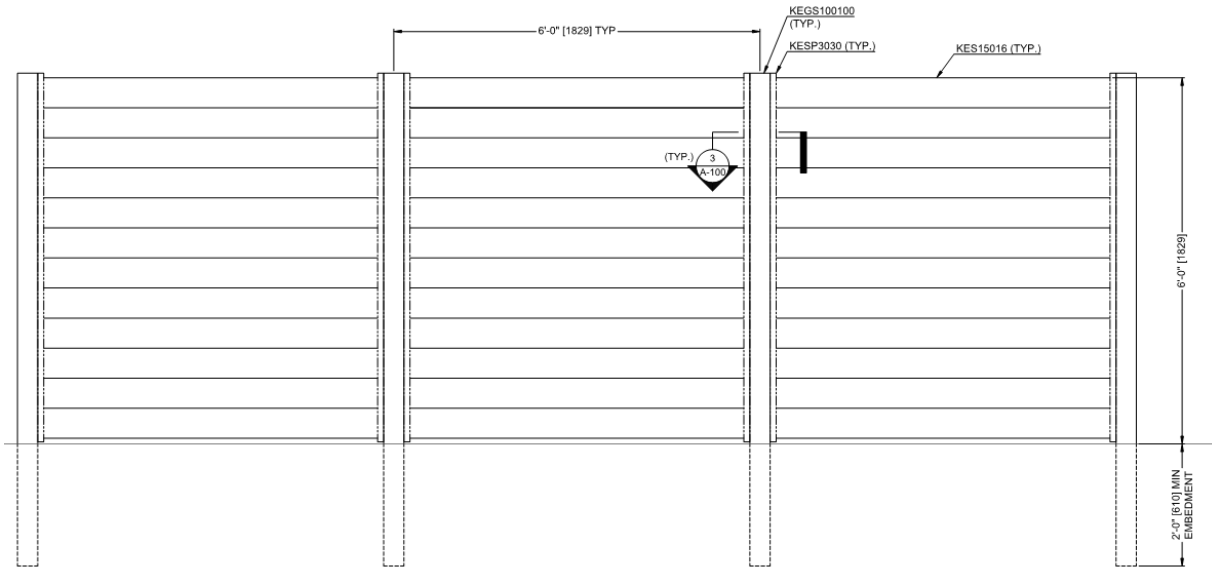 KEGS100100
(TYP.)
6'-0" [1829] TYP
KESP3030 (TYP.)
KES15016 (TYP.)
(TYP.)
3
A-100
6'-0" [1829]
2'-0" [610] MIN
EMBEDMENT